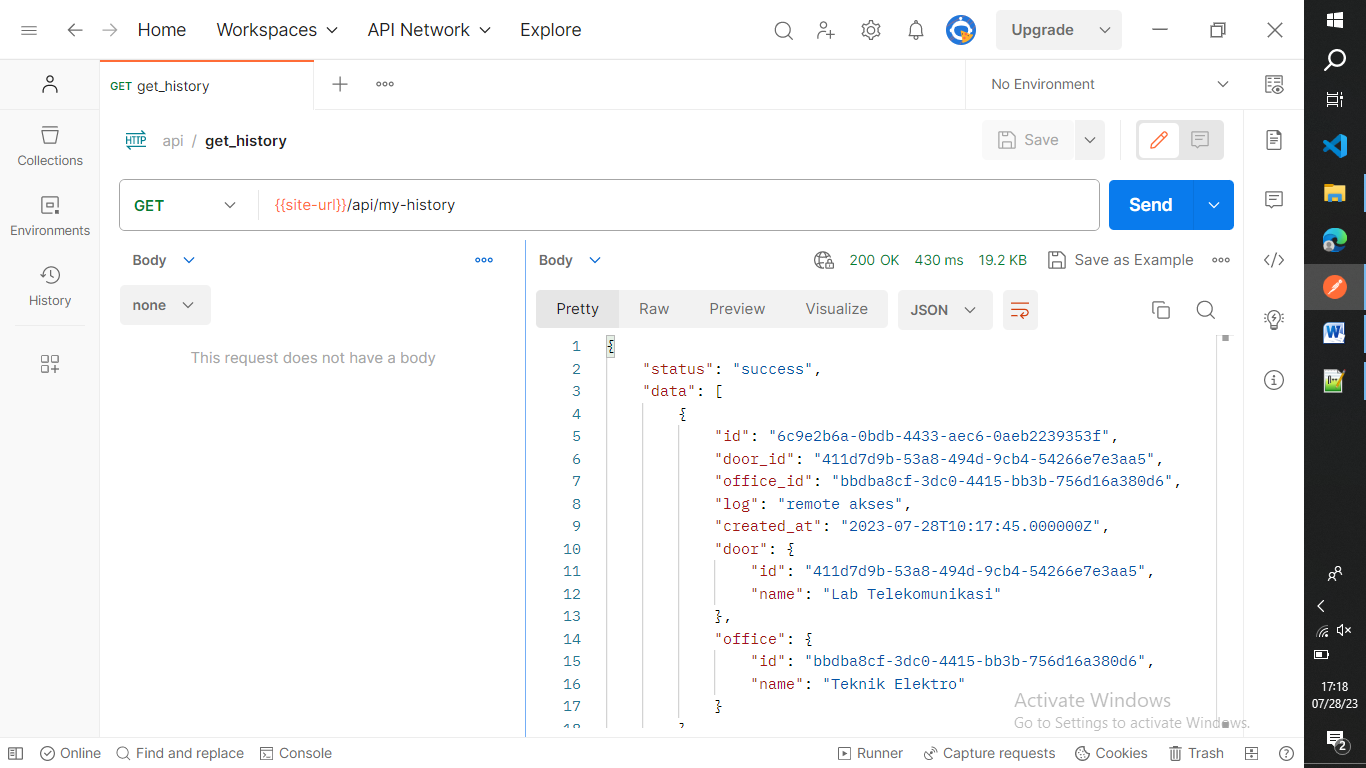 Home Workspaces API Network Explore Upgrade
GET get_history No Environment
HTTP api / get_history Save
Collections
GET {{site-url}}/api/my-history Send
Environments
Body Body 200 OK 430 ms 19.2 KB Save as Example
History
none Pretty Raw Preview Visualize JSON
This request does not have a body
1 {
2 "status": "success",
3 "data": [
4 {
5 "id": "6c9e2b6a-0bdb-4433-aec6-0aeb2239353f",
6 "door_id": "411d7d9b-53a8-494d-9cb4-54266e7e3aa5",
7 "office_id": "bbdba8cf-3dc0-4415-bb3b-756d16a380d6",
8 "log": "remote akses",
9 "created_at": "2023-07-28T10:17:45.000000Z",
10 "door": {
11 "id": "411d7d9b-53a8-494d-9cb4-54266e7e3aa5",
12 "name": "Lab Telekomunikasi"
13 },
14 "office": {
15 "id": "bbdba8cf-3dc0-4415-bb3b-756d16a380d6",
16 "name": "Teknik Elektro"
17 }
18
Activate Windows
Go to Settings to activate Windows.
17:18
07/28/23
2
Online Find and replace Console Runner Capture requests Cookies Trash